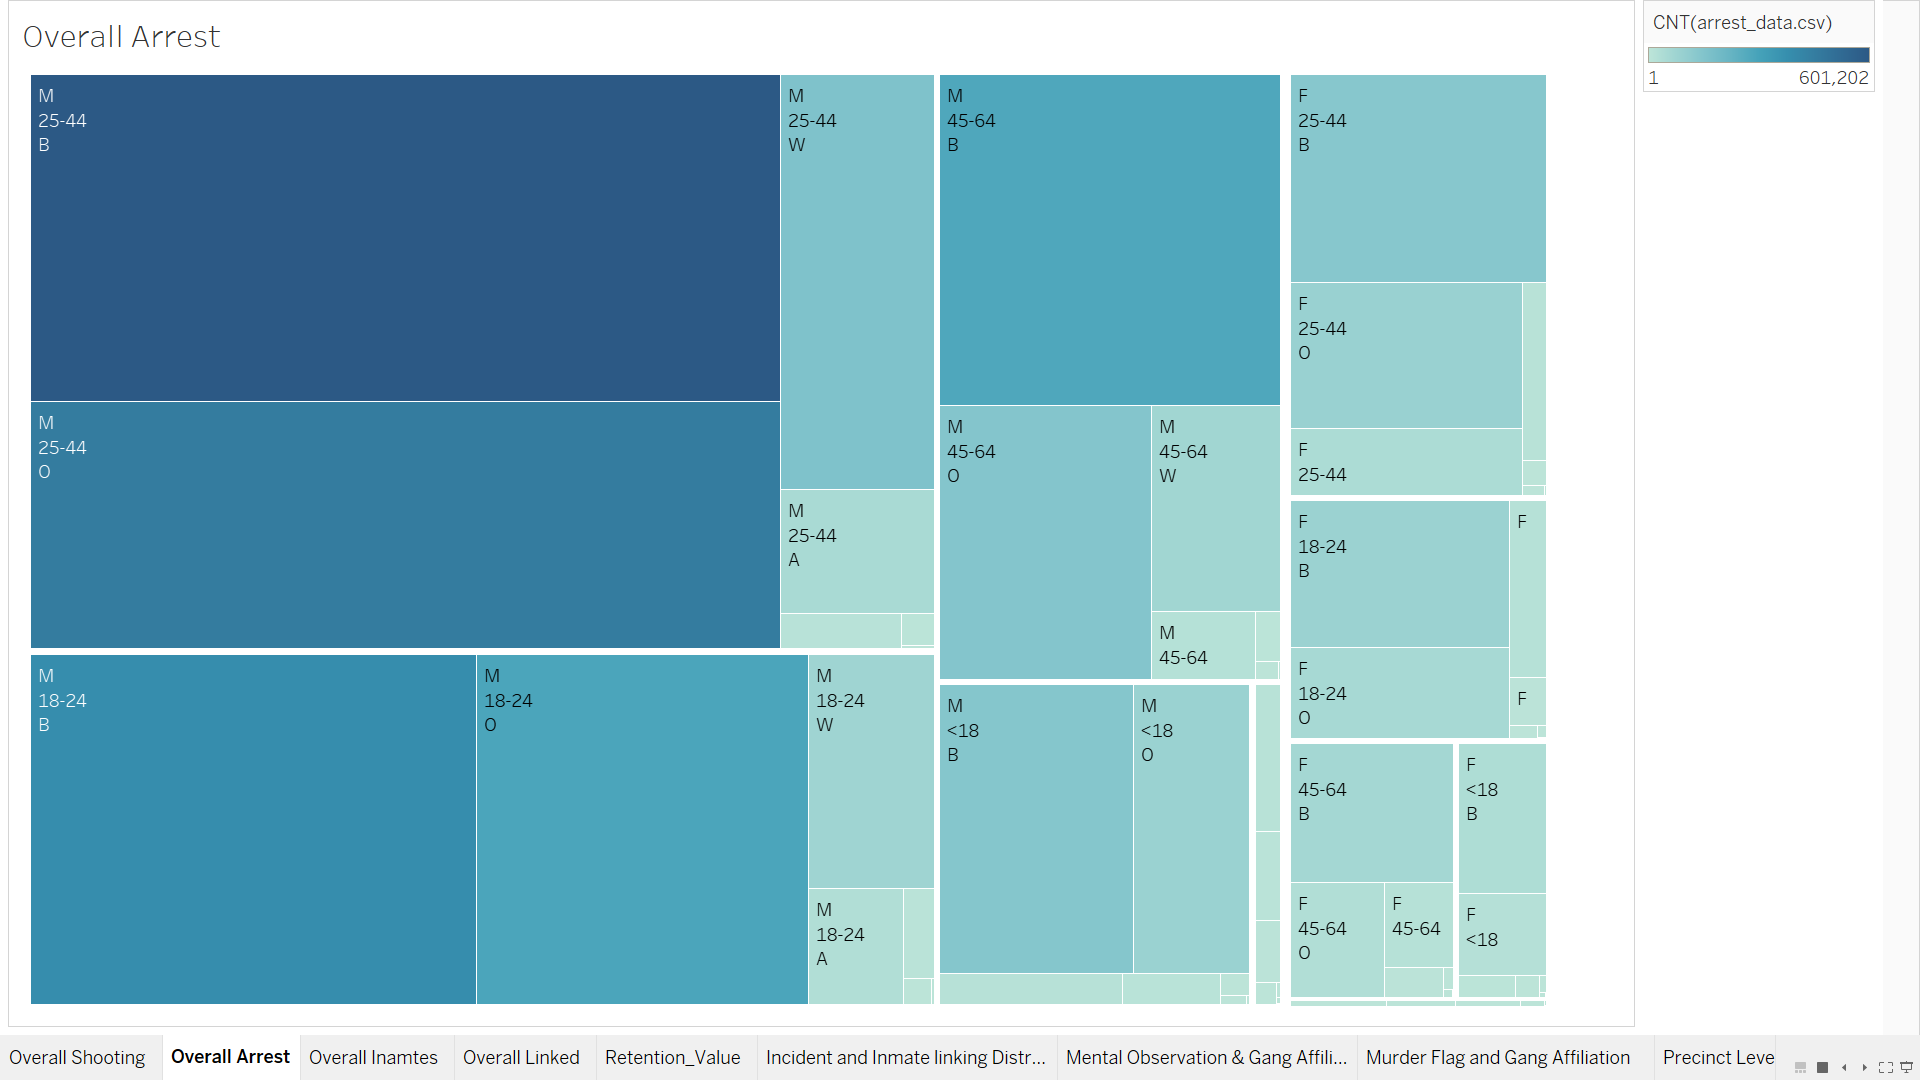 Overall Arrest
CNT(arrest_data.csv)
1 601,202
M
25-44
B
M
25-44
W
M
45-64
B
F
25-44
B
M
25-44
O
M
25-44
A
M
45-64
O
M
45-64
W
M
45-64
F
25-44
O
F
25-44
F
18-24
B
F
F
18-24
O
F
M
18-24
B
M
18-24
O
M
18-24
W
M
18-24
A
M
<18
B
M
<18
O
F
45-64
B
F
<18
B
F
45-64
O
F
45-64
F
<18
Overall Shooting Overall Arrest Overall Inamtes Overall Linked Retention_Value Incident and Inmate linking Distr... Mental Observation & Gang Affili... Murder Flag and Gang Affiliation Precinct Leve